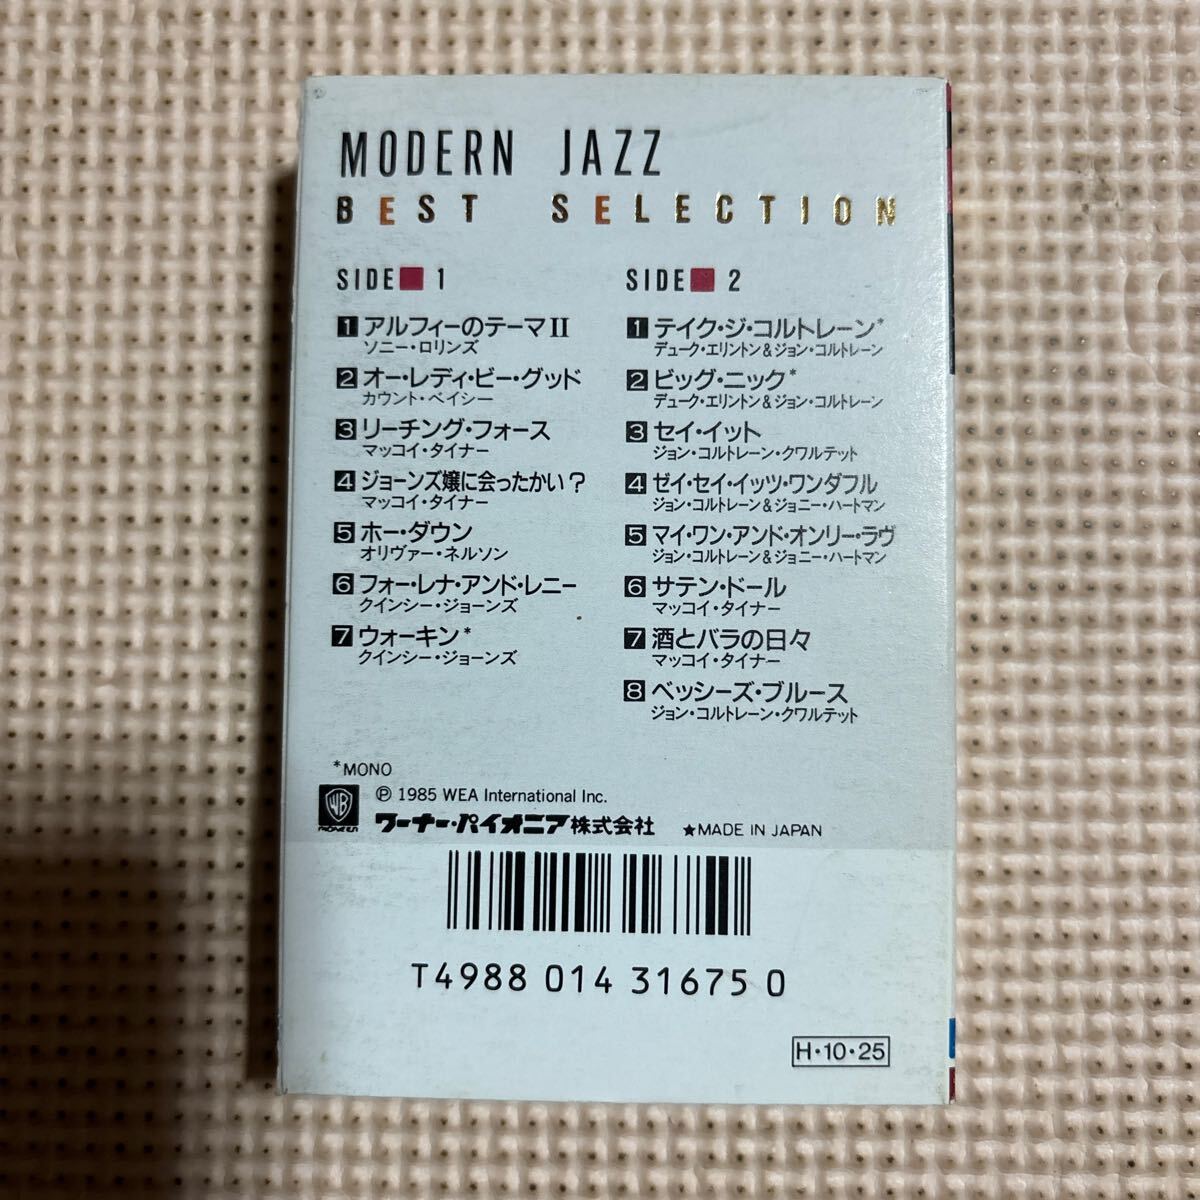 MODERN JAZZ
BEST SELECTION
SIDE 1
1 アルフィーのテーマII
ソニー・ロリンズ
2 オー・レディ・ビー・グッド
カウント・ベイシー
3 リーチング・フォース
マッコイ・タイナー
4 ジョーンズ嬢に会ったかい？
マッコイ・タイナー
5 ホー・ダウン
オリヴァー・ネルソン
6 フォー・レナ・アンド・レニー
クインシー・ジョーンズ
7 ウォーキン*
クインシー・ジョーンズ
SIDE 2
1 テイク・ジ・コルトレーン*
デューク・エリントン&ジョン・コルトレーン
2 ビッグ・ニック*
デューク・エリントン&ジョン・コルトレーン
3 セイ・イット
ジョン・コルトレーン・クワルテット
4 ゼイ・セイ・イッツ・ワンダフル
ジョン・コルトレーン&ジョニー・ハートマン
5 マイ・ワン・アンド・オンリー・ラヴ
ジョン・コルトレーン&ジョニー・ハートマン
6 サテン・ドール
マッコイ・タイナー
7 酒とバラの日々
マッコイ・タイナー
8 ベッシーズ・ブルース
ジョン・コルトレーン・クワルテット
*MONO
Ⓟ 1985 WEA International Inc.
WB
PIONEER
ワーナー・パイオニア株式会社
★MADE IN JAPAN
T4988 014 31675 0
H・10・25